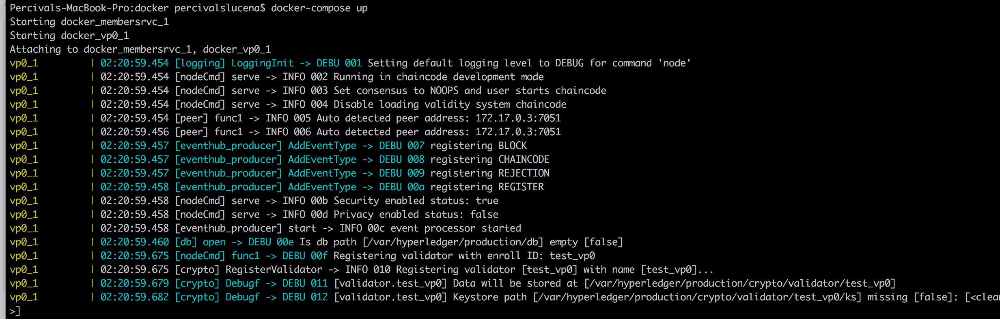 Percivals-MacBook-Pro:docker percivalslucena$ docker-compose up
Starting docker_membersrvc_1
Starting docker_vp0_1
Attaching to docker_membersrvc_1, docker_vp0_1
vp0_1 | 02:20:59.454 [logging] LoggingInit -> DEBU 001 Setting default logging level to DEBUG for command 'node'
vp0_1 | 02:20:59.454 [nodeCmd] serve -> INFO 002 Running in chaincode development mode
vp0_1 | 02:20:59.454 [nodeCmd] serve -> INFO 003 Set consensus to NOOPS and user starts chaincode
vp0_1 | 02:20:59.454 [nodeCmd] serve -> INFO 004 Disable loading validity system chaincode
vp0_1 | 02:20:59.454 [peer] func1 -> INFO 005 Auto detected peer address: 172.17.0.3:7051
vp0_1 | 02:20:59.456 [peer] func1 -> INFO 006 Auto detected peer address: 172.17.0.3:7051
vp0_1 | 02:20:59.457 [eventhub_producer] AddEventType -> DEBU 007 registering BLOCK
vp0_1 | 02:20:59.457 [eventhub_producer] AddEventType -> DEBU 008 registering CHAINCODE
vp0_1 | 02:20:59.457 [eventhub_producer] AddEventType -> DEBU 009 registering REJECTION
vp0_1 | 02:20:59.458 [eventhub_producer] AddEventType -> DEBU 00a registering REGISTER
vp0_1 | 02:20:59.458 [nodeCmd] serve -> INFO 00b Security enabled status: true
vp0_1 | 02:20:59.458 [nodeCmd] serve -> INFO 00d Privacy enabled status: false
vp0_1 | 02:20:59.458 [eventhub_producer] start -> INFO 00c event processor started
vp0_1 | 02:20:59.460 [db] open -> DEBU 00e Is db path [/var/hyperledger/production/db] empty [false]
vp0_1 | 02:20:59.675 [nodeCmd] func1 -> DEBU 00f Registering validator with enroll ID: test_vp0
vp0_1 | 02:20:59.675 [crypto] RegisterValidator -> INFO 010 Registering validator [test_vp0] with name [test_vp0]...
vp0_1 | 02:20:59.679 [crypto] Debugf -> DEBU 011 [validator.test_vp0] Data will be stored at [/var/hyperledger/production/crypto/validator/test_vp0]
vp0_1 | 02:20:59.682 [crypto] Debugf -> DEBU 012 [validator.test_vp0] Keystore path [/var/hyperledger/production/crypto/validator/test_vp0/ks] missing [false]: [<clea
>]